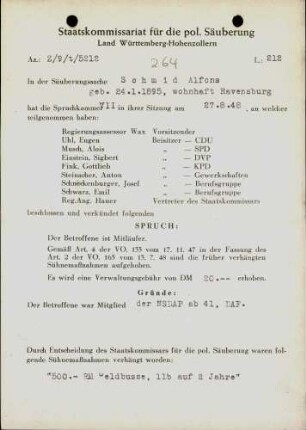 Staatskommissariat für die pol. Säuberung
Land Württemberg-Hohenzollern
Az.: Z/9/t/5212
264
L: 212
In der Säuberungssache Schmid Alfons
geb. 24.1.1895, wohnhaft Ravensburg
hat die Spruchkammer VII in ihrer Sitzung am 27.8.48, an welcher
teilgenommen haben:
Regierungsassessor Wax Vorsitzender
Uhl, Eugen Beisitzer — CDU
Musch, Alois „ — SPD
Einstein, Sigbert „ — DVP
Fink, Gottlieb „ — KPD
Steinacher, Anton „ — Gewerkschaften
Schnekenburger, Josef „ — Berufsgruppe
Schwarz, Emil „ — Berufsgruppe
Reg.Ang. Hauer Vertreter des Staatskommissars
beschlossen und verkündet folgenden
SPRUCH:
Der Betroffene ist Mitläufer.
Gemäß Art. 4 der VO. 133 vom 17. 11. 47 in der Fassung des
Art. 2 der VO. 165 vom 13. 7. 48 sind die früher verhängten
Sühnemaßnahmen aufgehoben.
Es wird eine Verwaltungsgebühr von DM 20.-- erhoben.
Gründe:
Der Betroffene war Mitglied der NSDAP ab 41, DAF.
Durch Entscheidung des Staatskommissars für die pol. Säuberung waren fol-
gende Sühnemaßnahmen verhängt worden:
"500.- RM Geldbusse, 11b auf 2 Jahre"